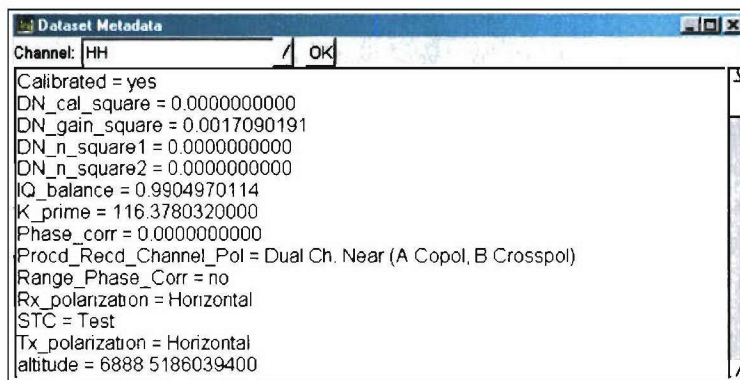 Dataset Metadata
Channel: HH / OK
Calibrated = yes
DN_cal_square = 0.0000000000
DN_gain_square = 0.0017090191
DN_n_square1 = 0.0000000000
DN_n_square2 = 0.0000000000
IQ_balance = 0.9904970114
K_prime = 116.3780320000
Phase_corr = 0.0000000000
Procd_Recd_Channel_Pol = Dual Ch. Near (A Copol, B Crosspol)
Range_Phase_Corr = no
Rx_polarization = Horizontal
STC = Test
Tx_polarization = Horizontal
altitude = 6888 5186039400